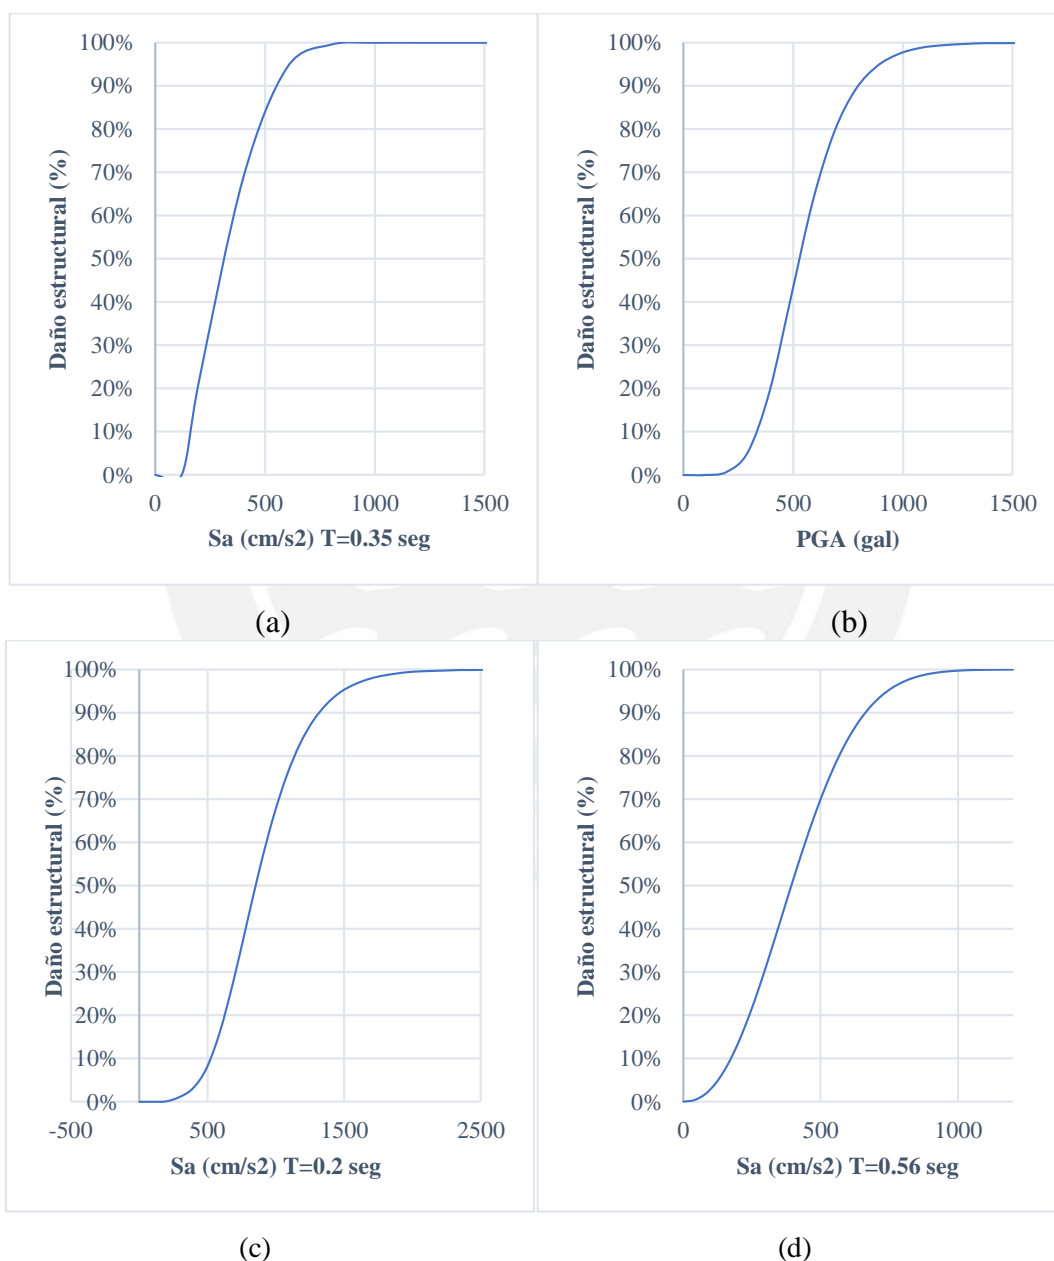 100%
90%
80%
70%
60%
50%
40%
30%
20%
10%
0%
Daño estructural (%)
0 500 1000 1500
Sa (cm/s2) T=0.35 seg
(a)
100%
90%
80%
70%
60%
50%
40%
30%
20%
10%
0%
Daño estructural (%)
0 500 1000 1500
PGA (gal)
(b)
100%
90%
80%
70%
60%
50%
40%
30%
20%
10%
0%
Daño estructural (%)
-500 500 1500 2500
Sa (cm/s2) T=0.2 seg
(c)
100%
90%
80%
70%
60%
50%
40%
30%
20%
10%
0%
Daño estructural (%)
0 500 1000
Sa (cm/s2) T=0.56 seg
(d)